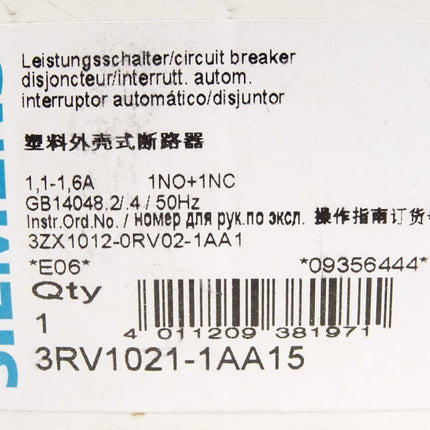 SIEMENS
Leistungsschalter/circuit breaker
disjoncteur/interrutt. autom.
interruptor automático/disjuntor
塑料外壳式断路器
1,1-1,6A 1NO+1NC
GB14048.2/.4 / 50Hz
Instr.Ord.No./ номер для рук.по эксл. 操作指南订货号
3ZX1012-0RV02-1AA1
*E06* *09356444*
Qty
1
4 011209 381971
3RV1021-1AA15